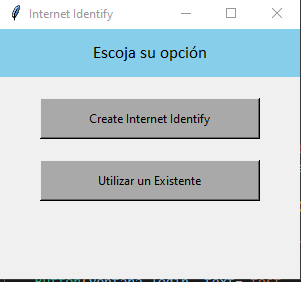 Internet Identify
Escoja su opción
Create Internet Identify
Utilizar un Existente